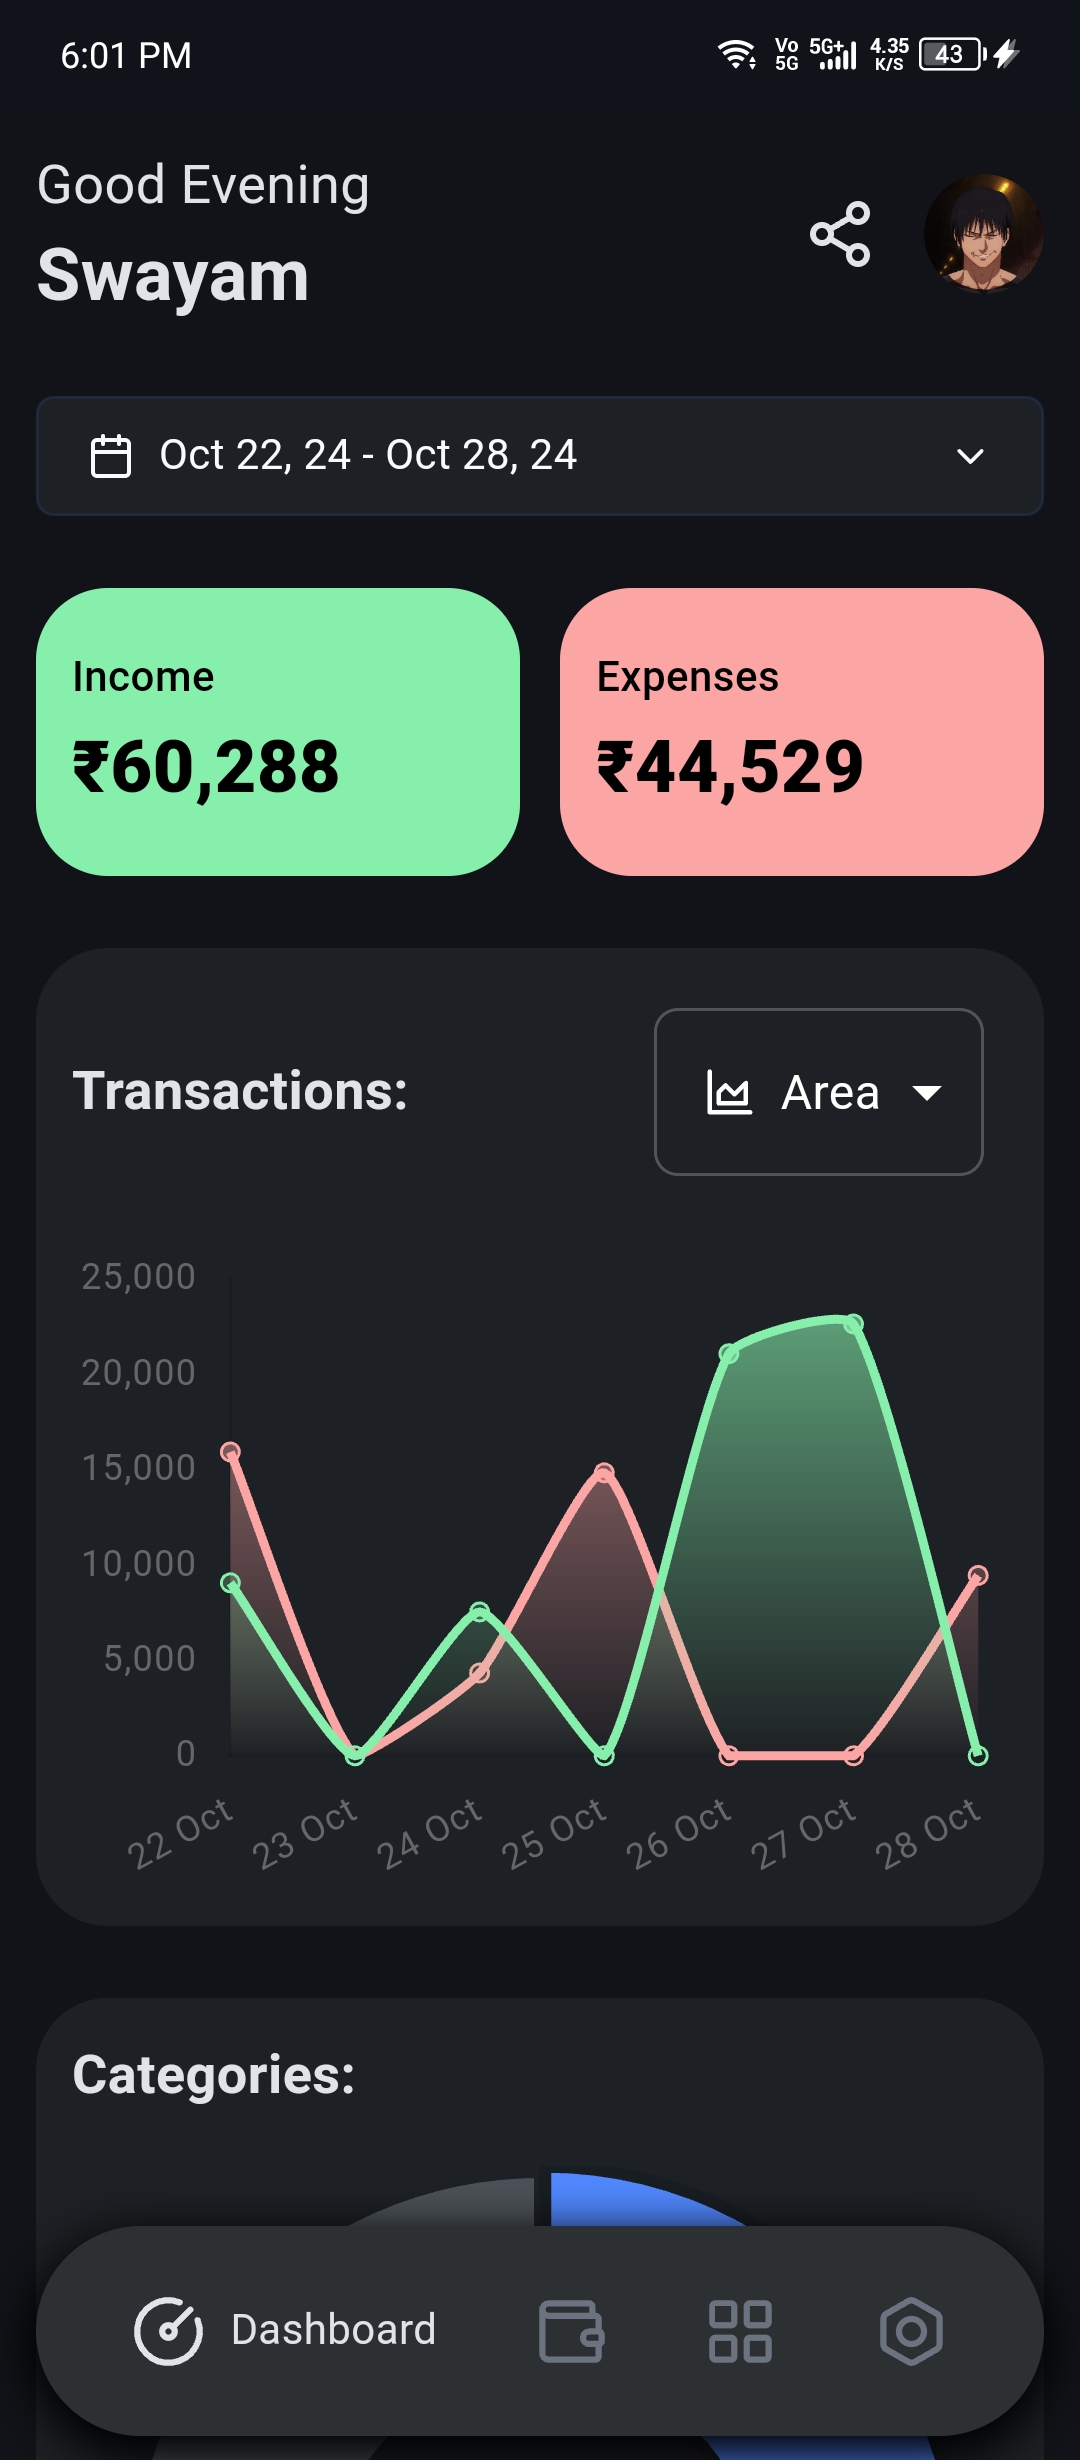 6:01 PM
Vo 5G 5G+ 4.35 K/S 43
Good Evening
Swayam
Oct 22, 24 - Oct 28, 24
Income
₹60,288
Expenses
₹44,529
Transactions:
Area
25,000
20,000
15,000
10,000
5,000
0
22 Oct 23 Oct 24 Oct 25 Oct 26 Oct 27 Oct 28 Oct
Categories:
Dashboard